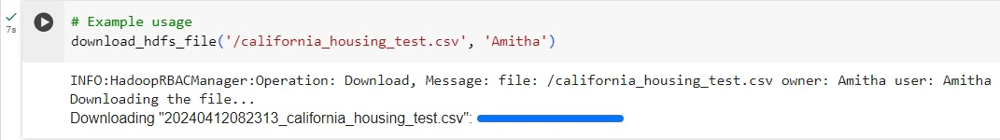 # Example usage
download_hdfs_file('/california_housing_test.csv', 'Amitha')
7s
INFO:HadoopRBACManager:Operation: Download, Message: file: /california_housing_test.csv owner: Amitha user: Amitha
Downloading the file...
Downloading "20240412082313_california_housing_test.csv":